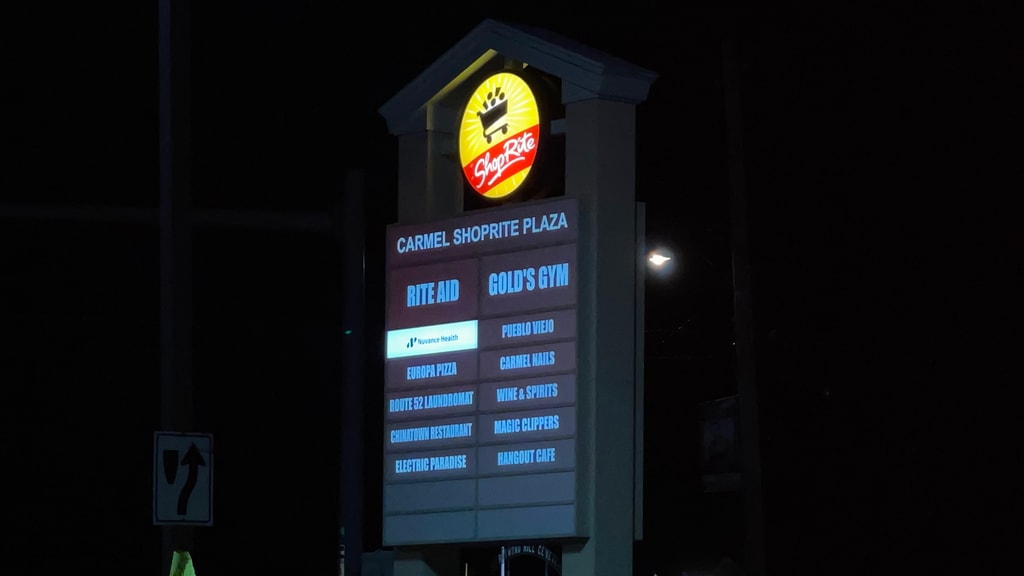 ShopRite
CARMEL SHOPRITE PLAZA
RITE AID
GOLD'S GYM
Nuvance Health
PUEBLO VIEJO
EUROPA PIZZA
CARMEL NAILS
ROUTE 52 LAUNDROMAT
WINE & SPIRITS
CHINATOWN RESTAURANT
MAGIC CLIPPERS
ELECTRIC PARADISE
HANGOUT CAFE